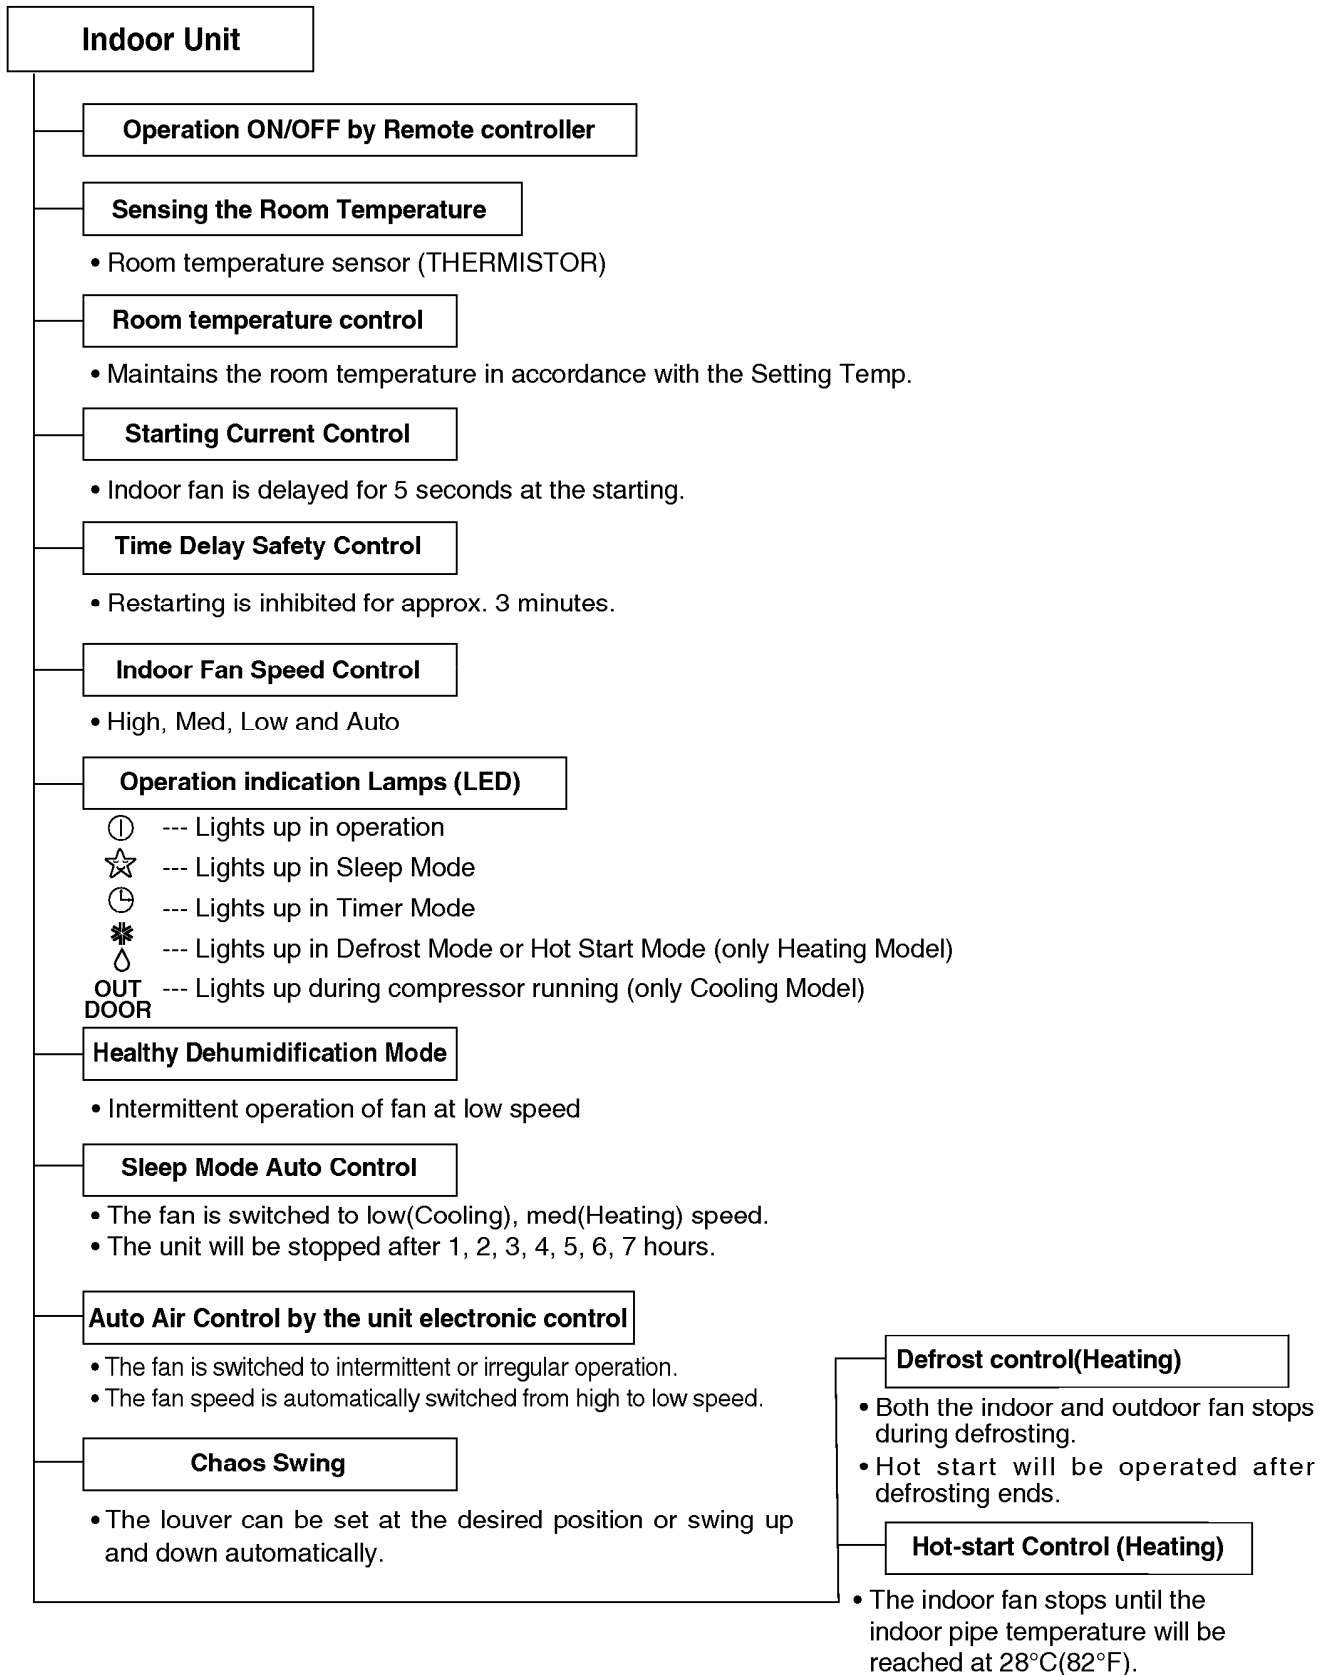 Indoor Unit
Operation ON/OFF by Remote controller
Sensing the Room Temperature
• Room temperature sensor (THERMISTOR)
Room temperature control
• Maintains the room temperature in accordance with the Setting Temp.
Starting Current Control
• Indoor fan is delayed for 5 seconds at the starting.
Time Delay Safety Control
• Restarting is inhibited for approx. 3 minutes.
Indoor Fan Speed Control
• High, Med, Low and Auto
Operation indication Lamps (LED)
--- Lights up in operation
--- Lights up in Sleep Mode
--- Lights up in Timer Mode
--- Lights up in Defrost Mode or Hot Start Mode (only Heating Model)
OUT --- Lights up during compressor running (only Cooling Model)
DOOR
Healthy Dehumidification Mode
• Intermittent operation of fan at low speed
Sleep Mode Auto Control
• The fan is switched to low(Cooling), med(Heating) speed.
• The unit will be stopped after 1, 2, 3, 4, 5, 6, 7 hours.
Auto Air Control by the unit electronic control
• The fan is switched to intermittent or irregular operation.
• The fan speed is automatically switched from high to low speed.
Chaos Swing
• The louver can be set at the desired position or swing up
and down automatically.
Defrost control(Heating)
• Both the indoor and outdoor fan stops
during defrosting.
• Hot start will be operated after
defrosting ends.
Hot-start Control (Heating)
• The indoor fan stops until the
indoor pipe temperature will be
reached at 28°C(82°F).